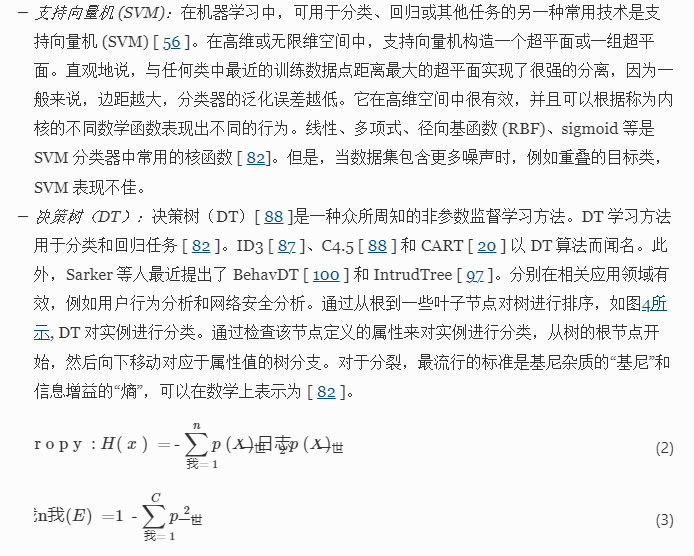 – 支持向量机 (SVM)：在机器学习中，可用于分类、回归或其他任务的另一种常用技术是支
持向量机 (SVM) [ 56 ]。在高维或无限维空间中，支持向量机构造一个超平面或一组超平
面。直观地说，与任何类中最近的训练数据点距离最大的超平面实现了很强的分离，因为一
般来说，边距越大，分类器的泛化误差越低。它在高维空间中很有效，并且可以根据称为内
核的不同数学函数表现出不同的行为。线性、多项式、径向基函数 (RBF)、sigmoid 等是
SVM 分类器中常用的核函数 [ 82]。但是，当数据集包含更多噪声时，例如重叠的目标类，
SVM 表现不佳。
– 决策树（DT）：决策树（DT）[ 88 ]是一种众所周知的非参数监督学习方法。DT 学习方法
用于分类和回归任务 [ 82 ]。ID3 [ 87 ]、C4.5 [ 88 ] 和 CART [ 20 ] 以 DT 算法而闻名。此
外，Sarker 等人最近提出了 BehavDT [ 100 ] 和 IntrudTree [ 97 ]。分别在相关应用领域有
效，例如用户行为分析和网络安全分析。通过从根到一些叶子节点对树进行排序，如图4所
示, DT 对实例进行分类。通过检查该节点定义的属性来对实例进行分类，从树的根节点开
始，然后向下移动对应于属性值的树分支。对于分裂，最流行的标准是基尼杂质的“基尼”和
信息增益的“熵”，可以在数学上表示为 [ 82 ]。
r o p y : H( x ) = - n∑我= 1 p (X一世) 日志2 p (X一世) (2)
n我(E) =1 - C∑我= 1 p一世2 (3)